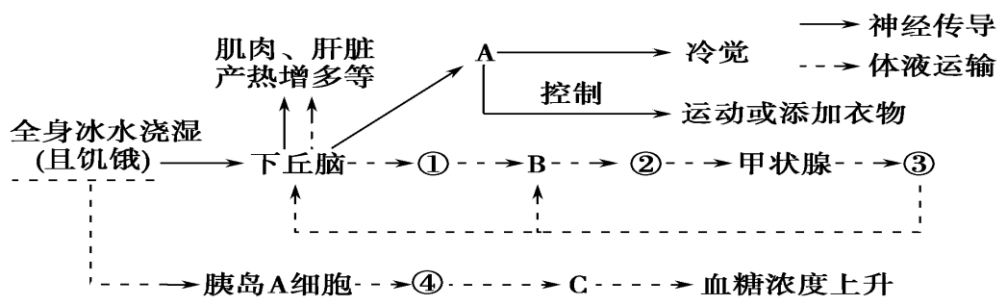 神经传导
体液运输
肌肉、肝脏
产热增多等
A
冷觉
控制
运动或添加衣物
全身冰水浇湿
(且饥饿)
下丘脑
①
B
②
甲状腺
③
胰岛A细胞
④
C
血糖浓度上升